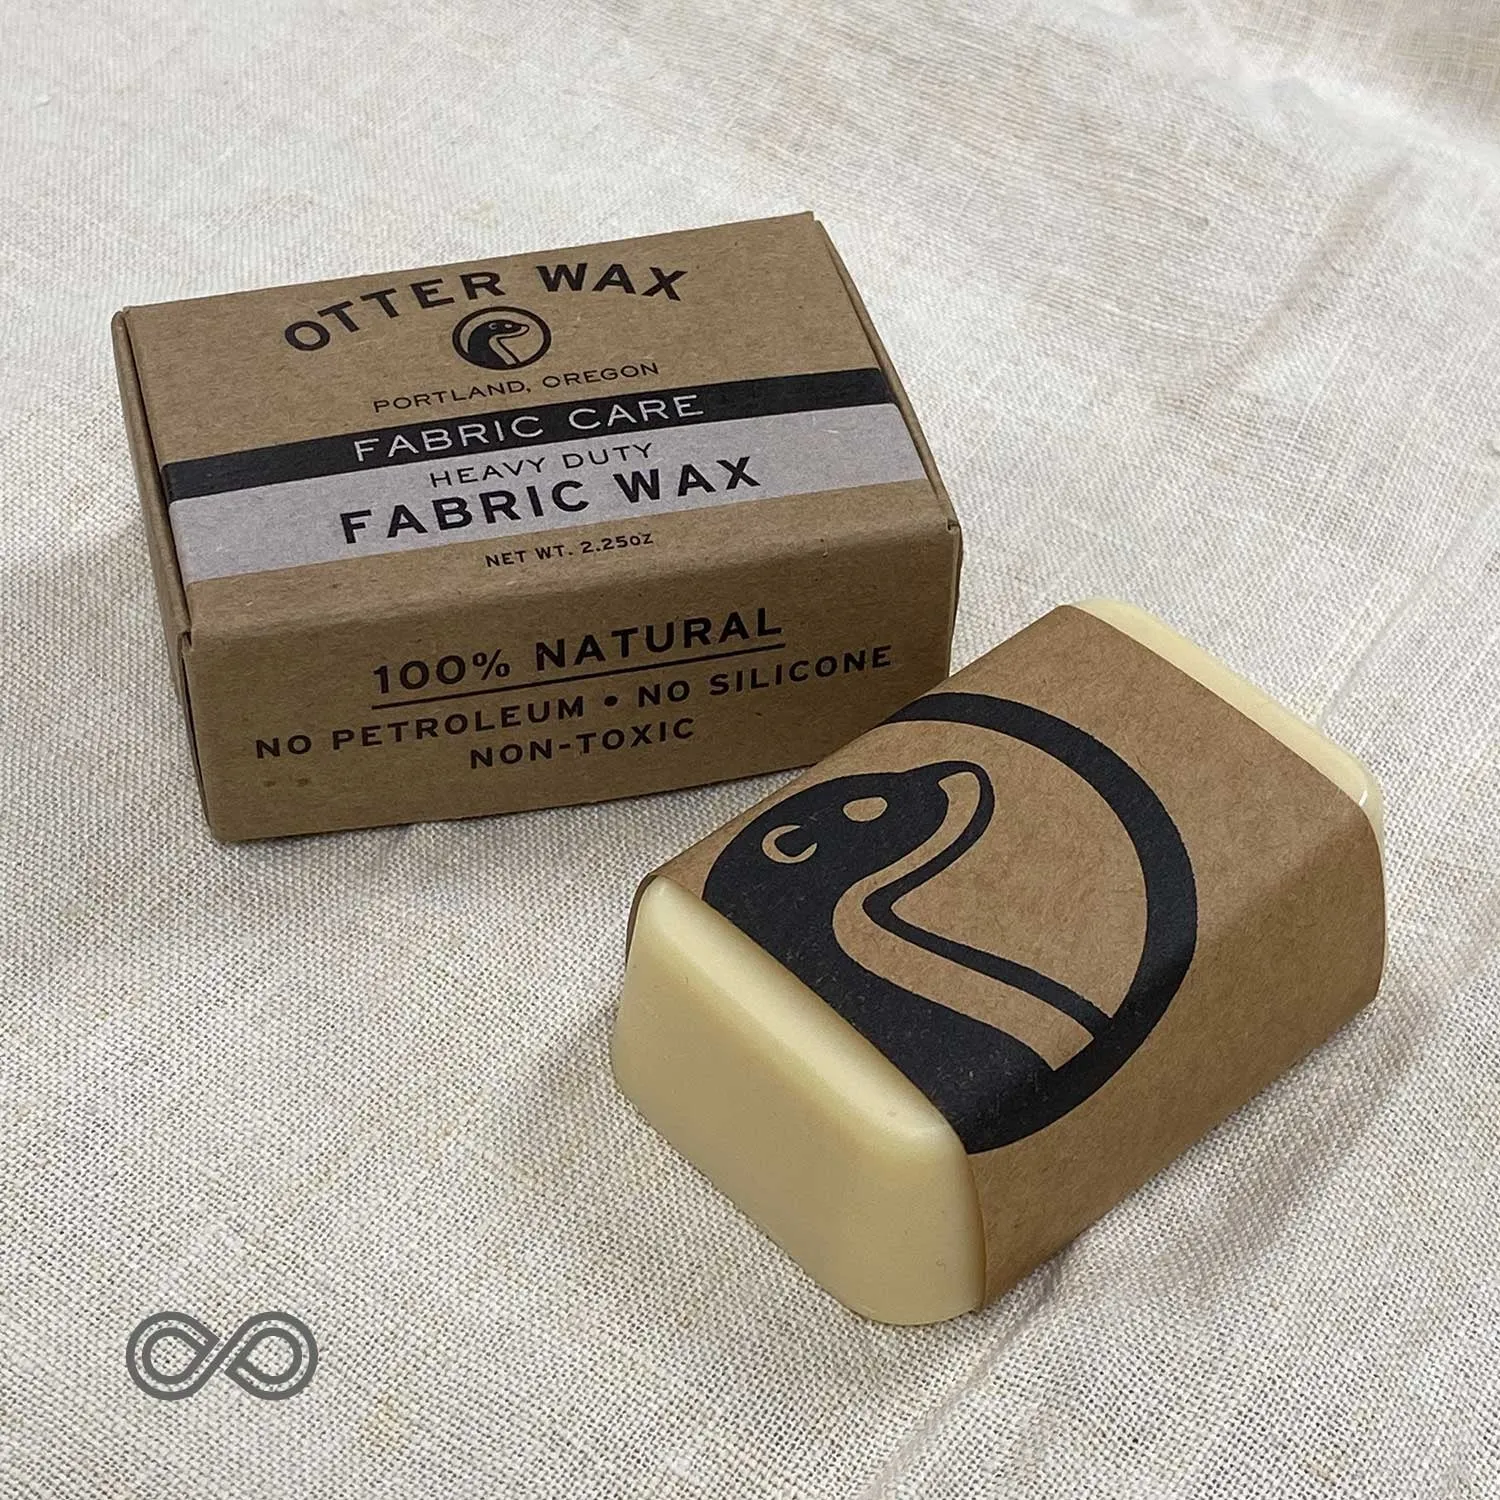 OTTER WAX
PORTLAND, OREGON
FABRIC CARE
HEAVY DUTY
FABRIC WAX
NET WT. 2.25OZ
100% NATURAL
NO PETROLEUM • NO SILICONE
NON-TOXIC